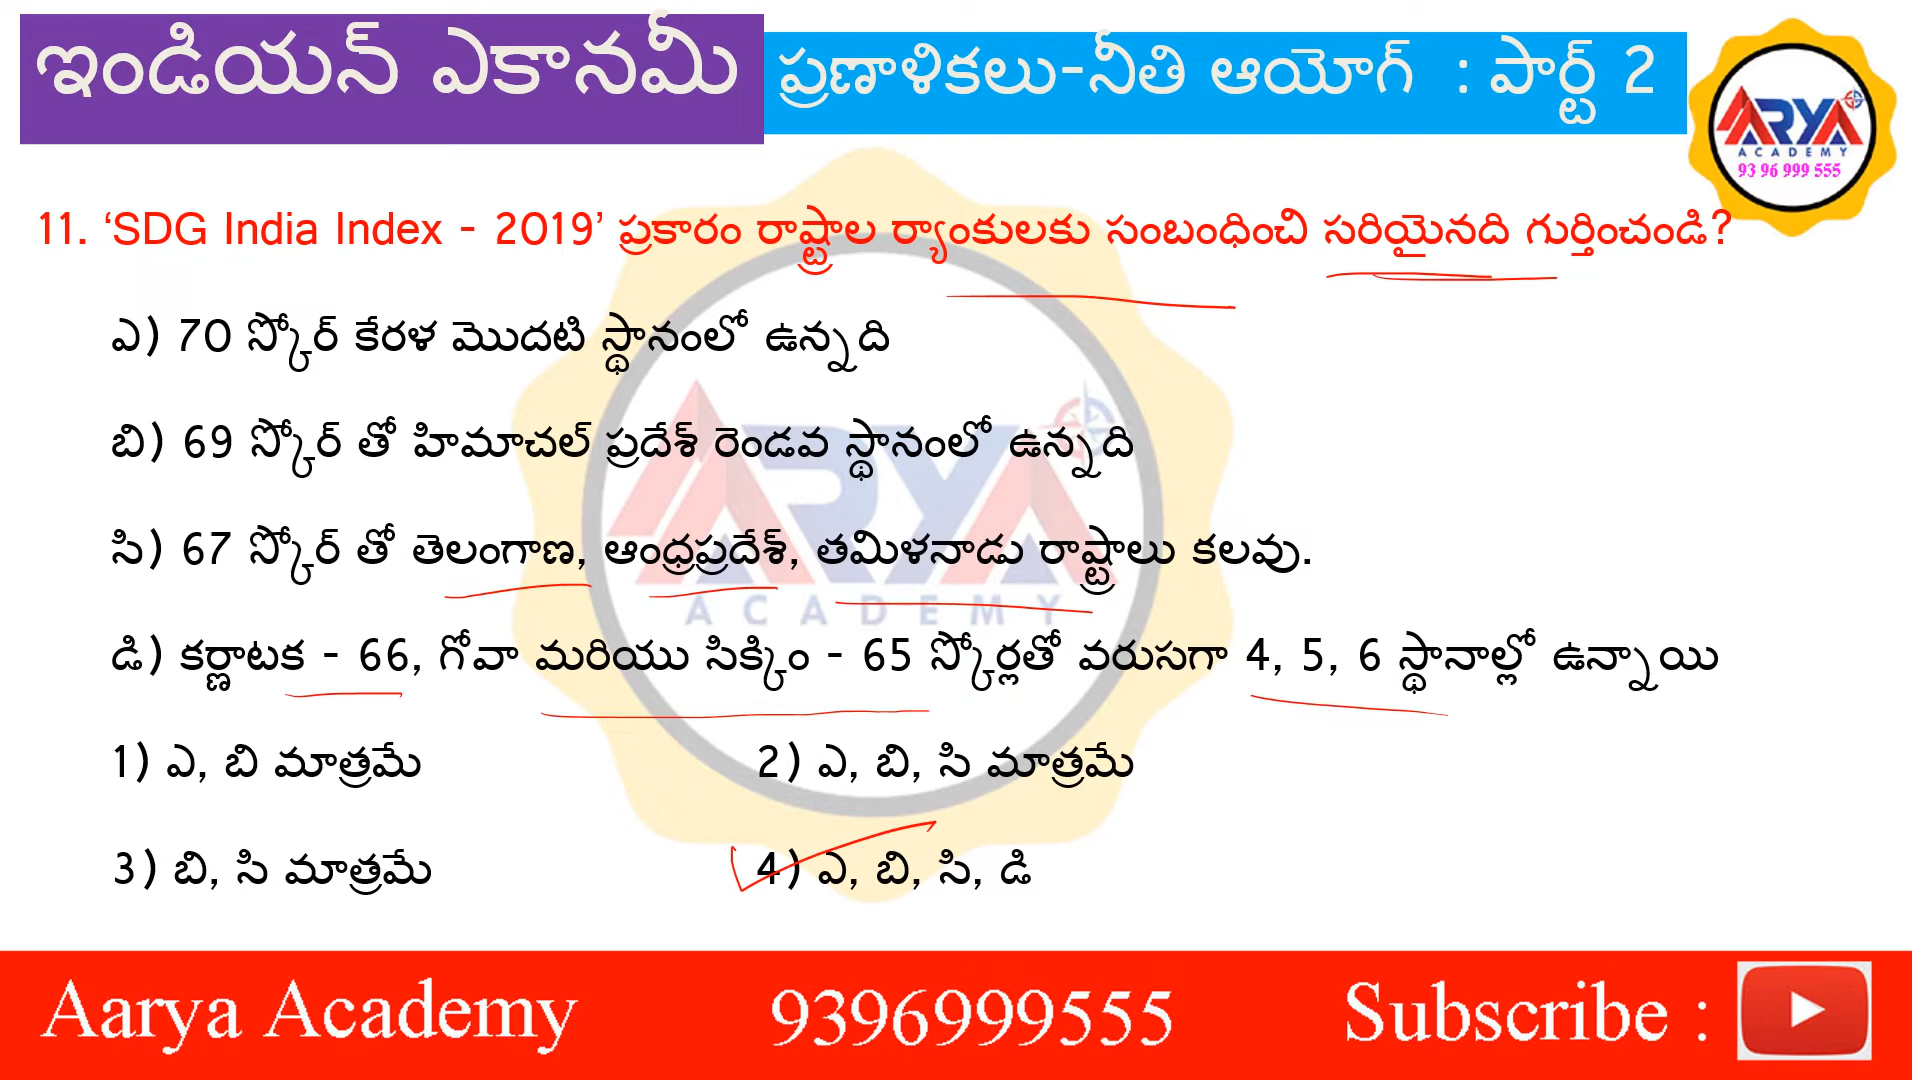 ఇండియన్ ఎకానమీ ప్రణాళికలు-నీతి ఆయోగ్ : పార్ట్ 2
ARYA
ACADEMY
93 96 999 555
11. ‘SDG India Index - 2019’ ప్రకారం రాష్ట్రాల ర్యాంకులకు సంబంధించి సరియైనది గుర్తించండి?
ఎ) 70 స్కోర్ కేరళ మొదటి స్థానంలో ఉన్నది
బి) 69 స్కోర్ తో హిమాచల్ ప్రదేశ్ రెండవ స్థానంలో ఉన్నది
సి) 67 స్కోర్ తో తెలంగాణ, ఆంధ్రప్రదేశ్, తమిళనాడు రాష్ట్రాలు కలవు.
ARYA
ACADEMY
డి) కర్ణాటక - 66, గోవా మరియు సిక్కిం - 65 స్కోర్లతో వరుసగా 4, 5, 6 స్థానాల్లో ఉన్నాయి
1) ఎ, బి మాత్రమే 2) ఎ, బి, సి మాత్రమే
3) బి, సి మాత్రమే 4) ఎ, బి, సి, డి
Aarya Academy 9396999555 Subscribe :